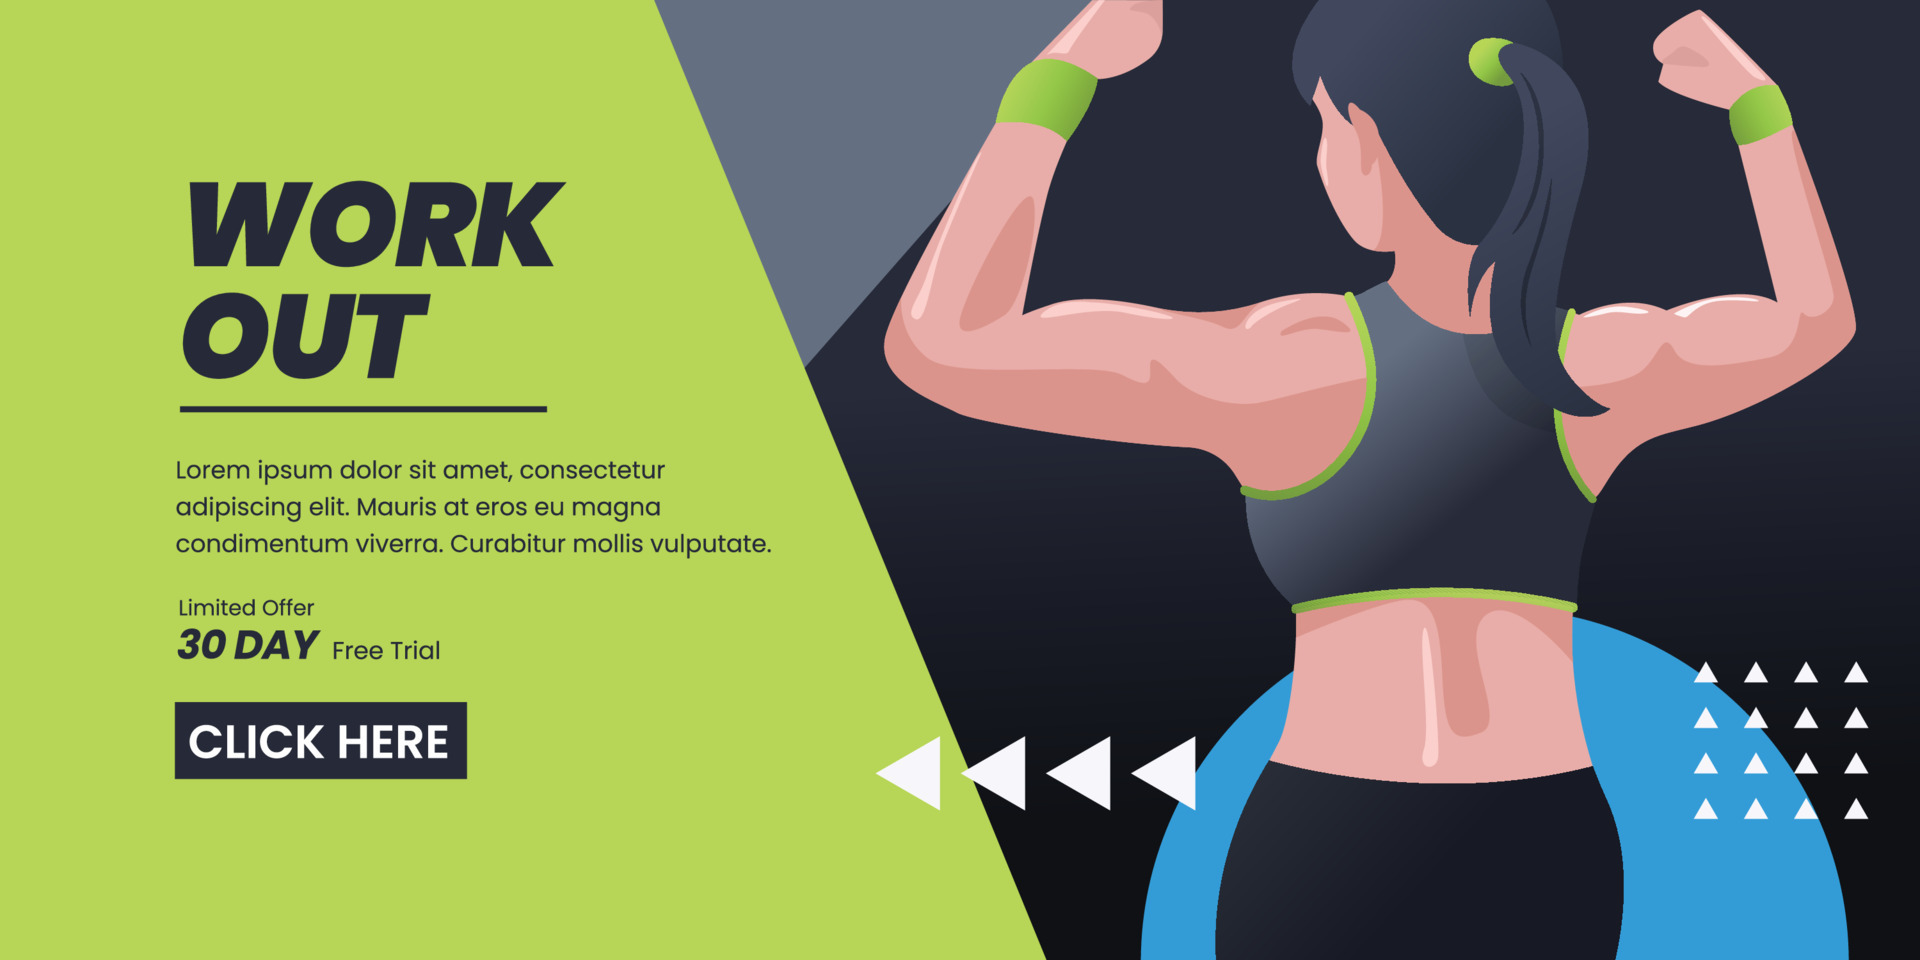 WORK
OUT
Lorem ipsum dolor sit amet, consectetur
adipiscing elit. Mauris at eros eu magna
condimentum viverra. Curabitur mollis vulputate.
Limited Offer
30 DAY Free Trial
CLICK HERE